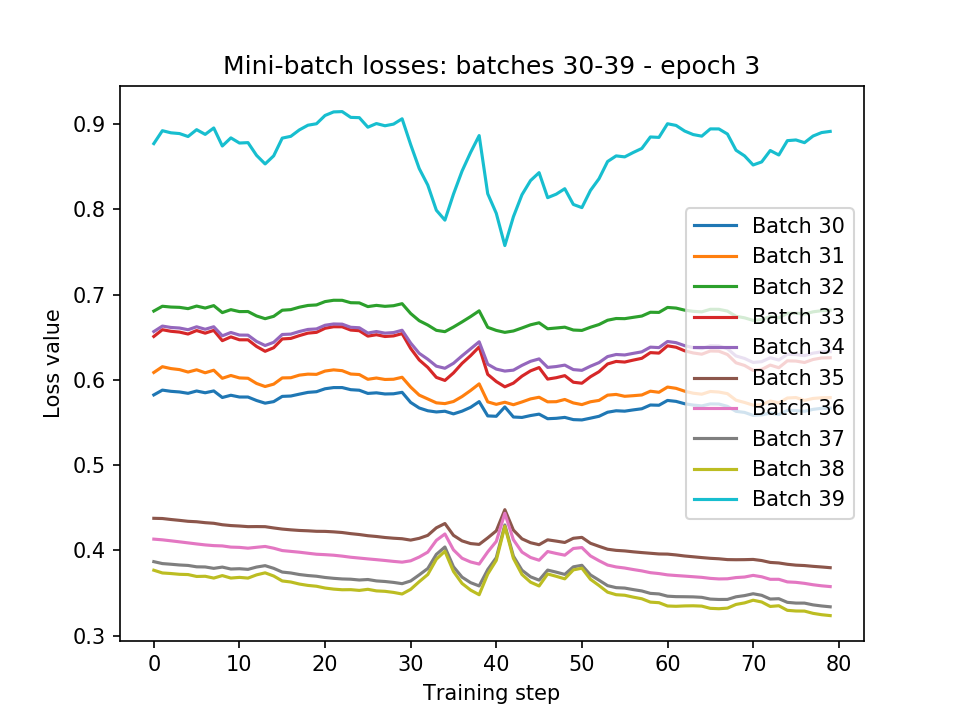 Mini-batch losses: batches 30-39 - epoch 3
Loss value
0.9
0.8
0.7
0.6
0.5
0.4
0.3
Batch 30
Batch 31
Batch 32
Batch 33
Batch 34
Batch 35
Batch 36
Batch 37
Batch 38
Batch 39
0 10 20 30 40 50 60 70 80
Training step